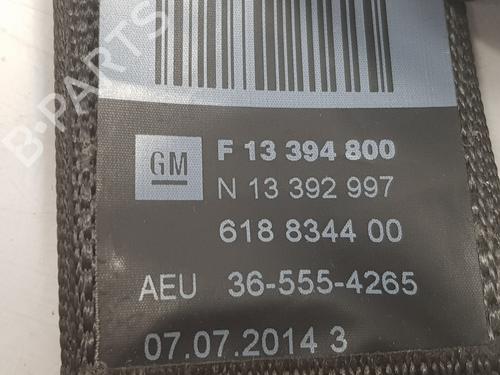 B-PARTS
GM
F 13 394 800
N 13 392 997
618 8344 00
AEU 36-555-4265
07.07.2014 3